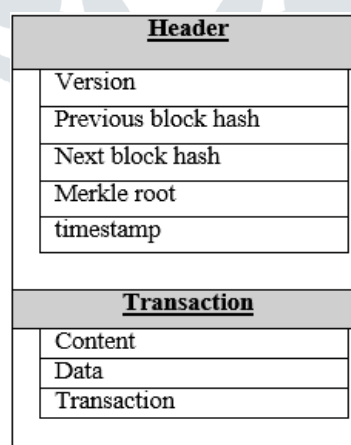 Header
Version
Previous block hash
Next block hash
Merkle root
timestamp
Transaction
Content
Data
Transaction